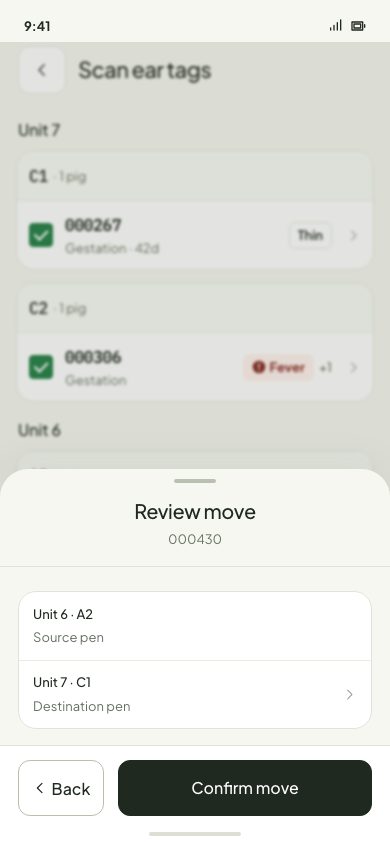 9:41
Scan ear tags
Unit 7
C1 · 1 pig
000267
Gestation · 42d
Thin
C2 · 1 pig
000306
Gestation
Fever +1
Unit 6
Review move
000430
Unit 6 · A2
Source pen
Unit 7 · C1
Destination pen
Back
Confirm move